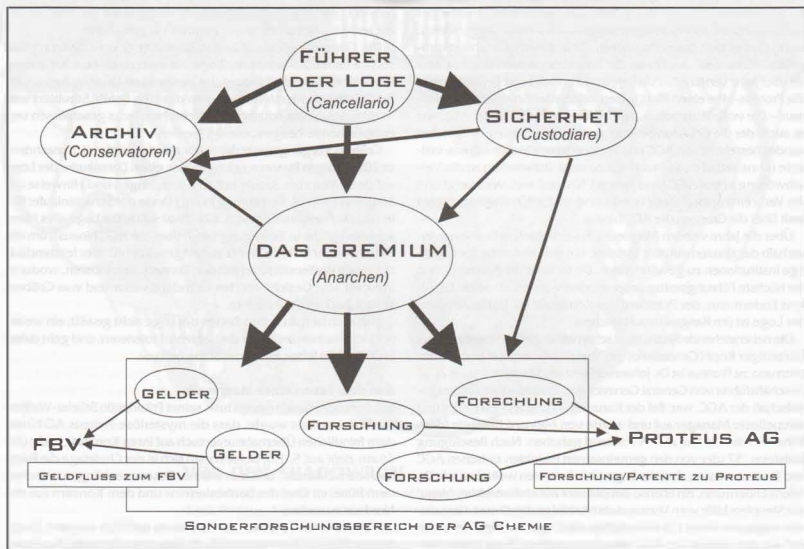 FÜHRER
DER LOGE
(Cancellario)
ARCHIV
(Conservatoren)
SICHERHEIT
(Custodiare)
DAS GREMIUM
(Anarchen)
GELDER
FORSCHUNG
FORSCHUNG
FBV
PROTEUS AG
GELDER
FORSCHUNG
GELDFLUSS ZUM FBV
FORSCHUNG/PATENTE ZU PROTEUS
SONDERFORSCHUNGSBEREICH DER AG CHEMIE